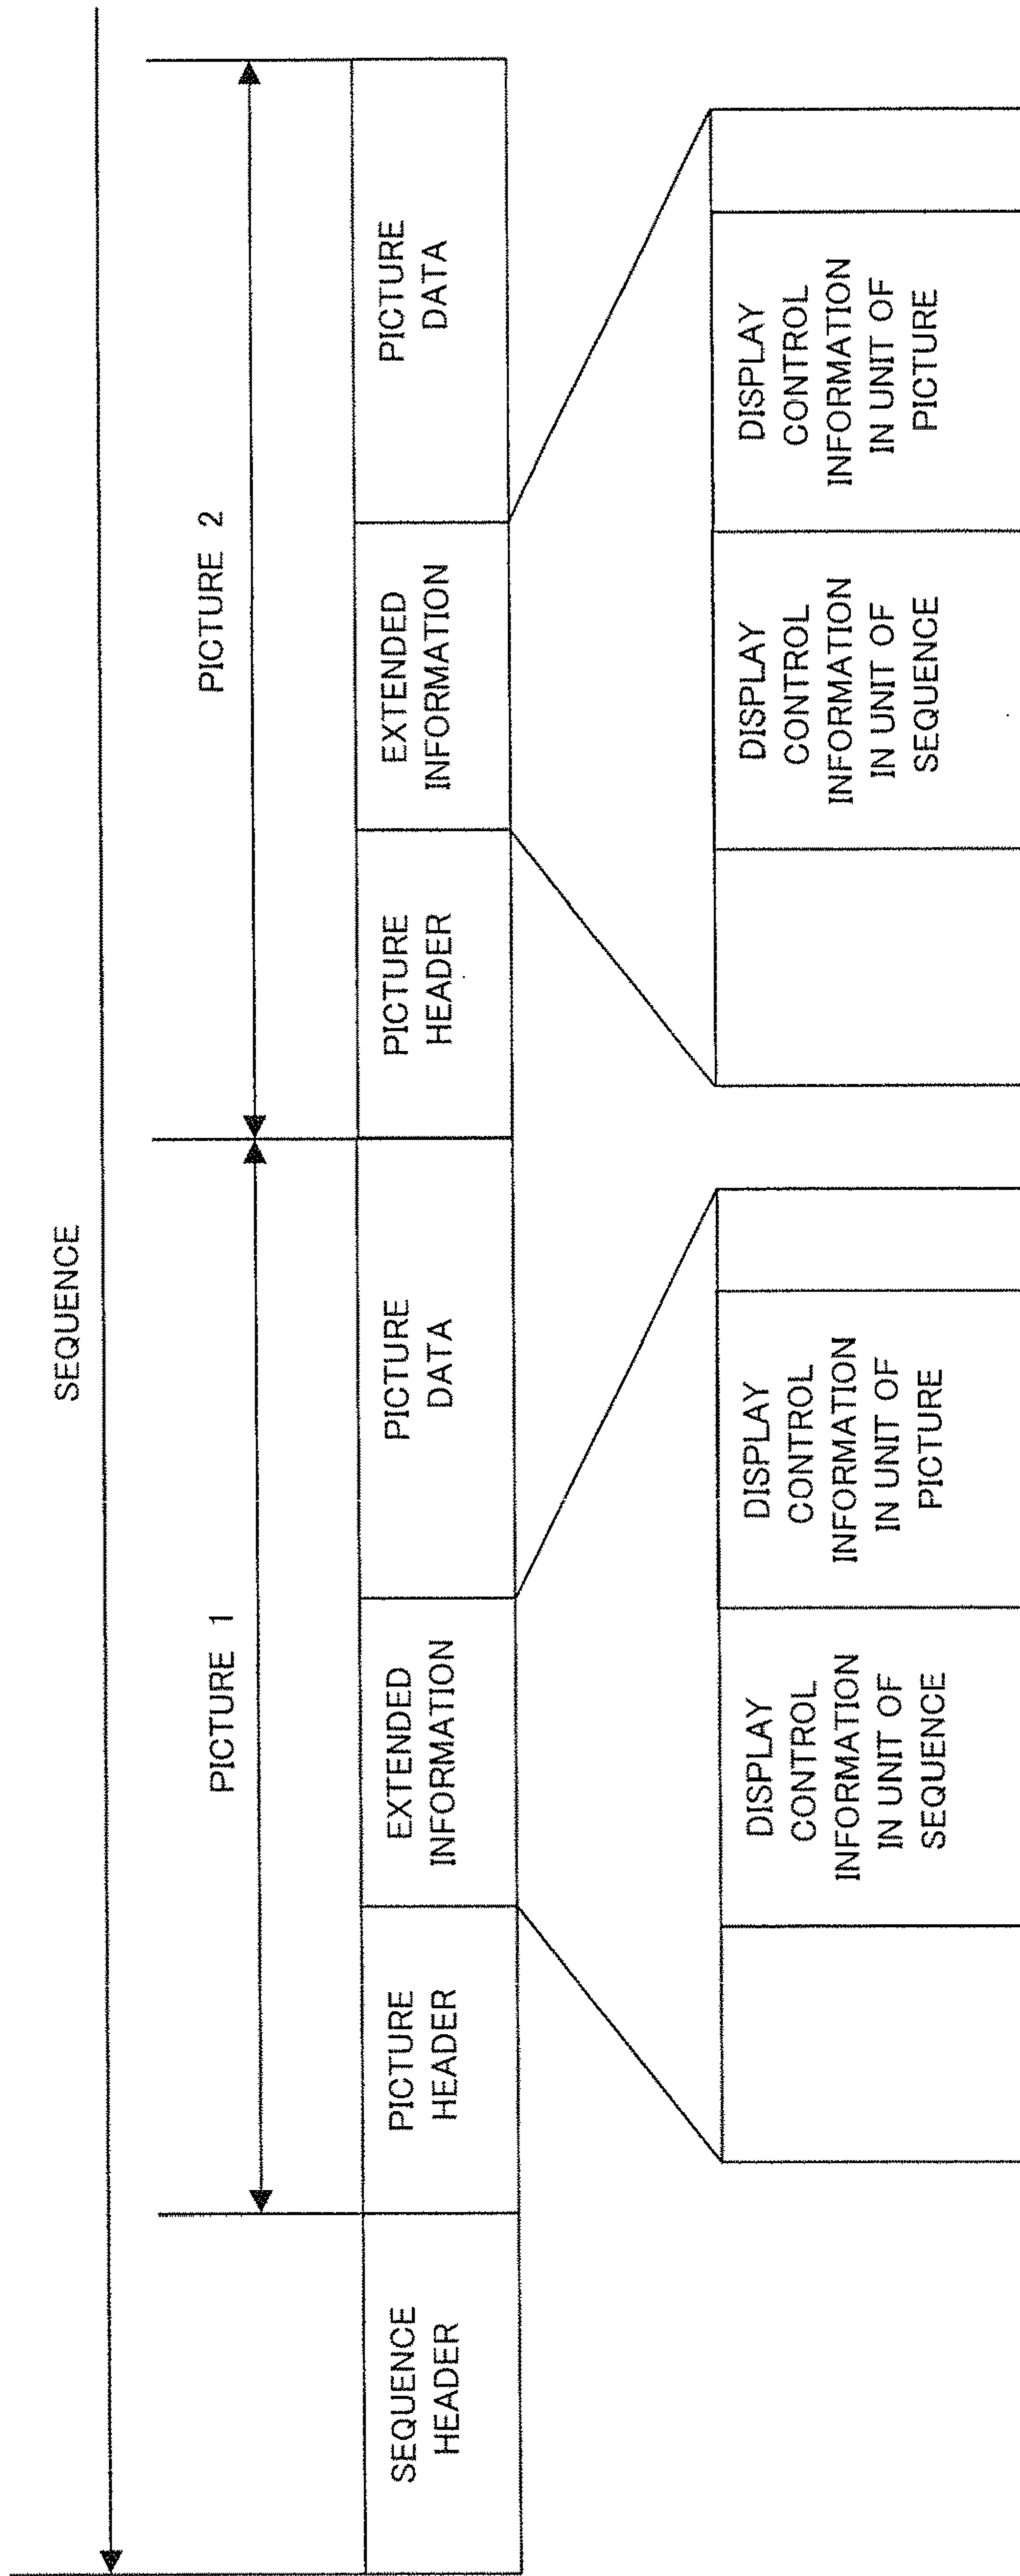 SEQUENCE
PICTURE 1
PICTURE 2
SEQUENCE
HEADER
PICTURE
HEADER
EXTENDED
INFORMATION
PICTURE
DATA
PICTURE
HEADER
EXTENDED
INFORMATION
PICTURE
DATA
DISPLAY
CONTROL
INFORMATION
IN UNIT OF
SEQUENCE
DISPLAY
CONTROL
INFORMATION
IN UNIT OF
PICTURE
DISPLAY
CONTROL
INFORMATION
IN UNIT OF
SEQUENCE
DISPLAY
CONTROL
INFORMATION
IN UNIT OF
PICTURE